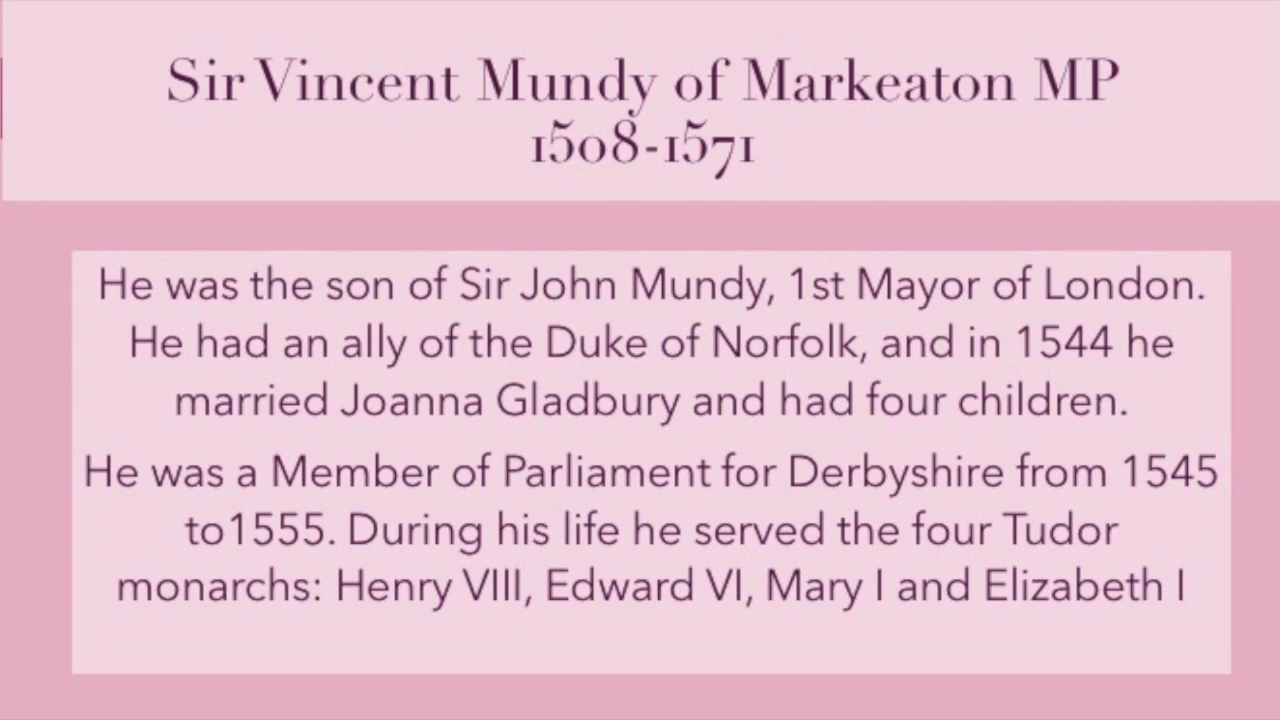 Sir Vincent Mundy of Markeaton MP
1508-1571
He was the son of Sir John Mundy, 1st Mayor of London.
He had an ally of the Duke of Norfolk, and in 1544 he
married Joanna Gladbury and had four children.
He was a Member of Parliament for Derbyshire from 1545
to1555. During his life he served the four Tudor
monarchs: Henry VIII, Edward VI, Mary I and Elizabeth I